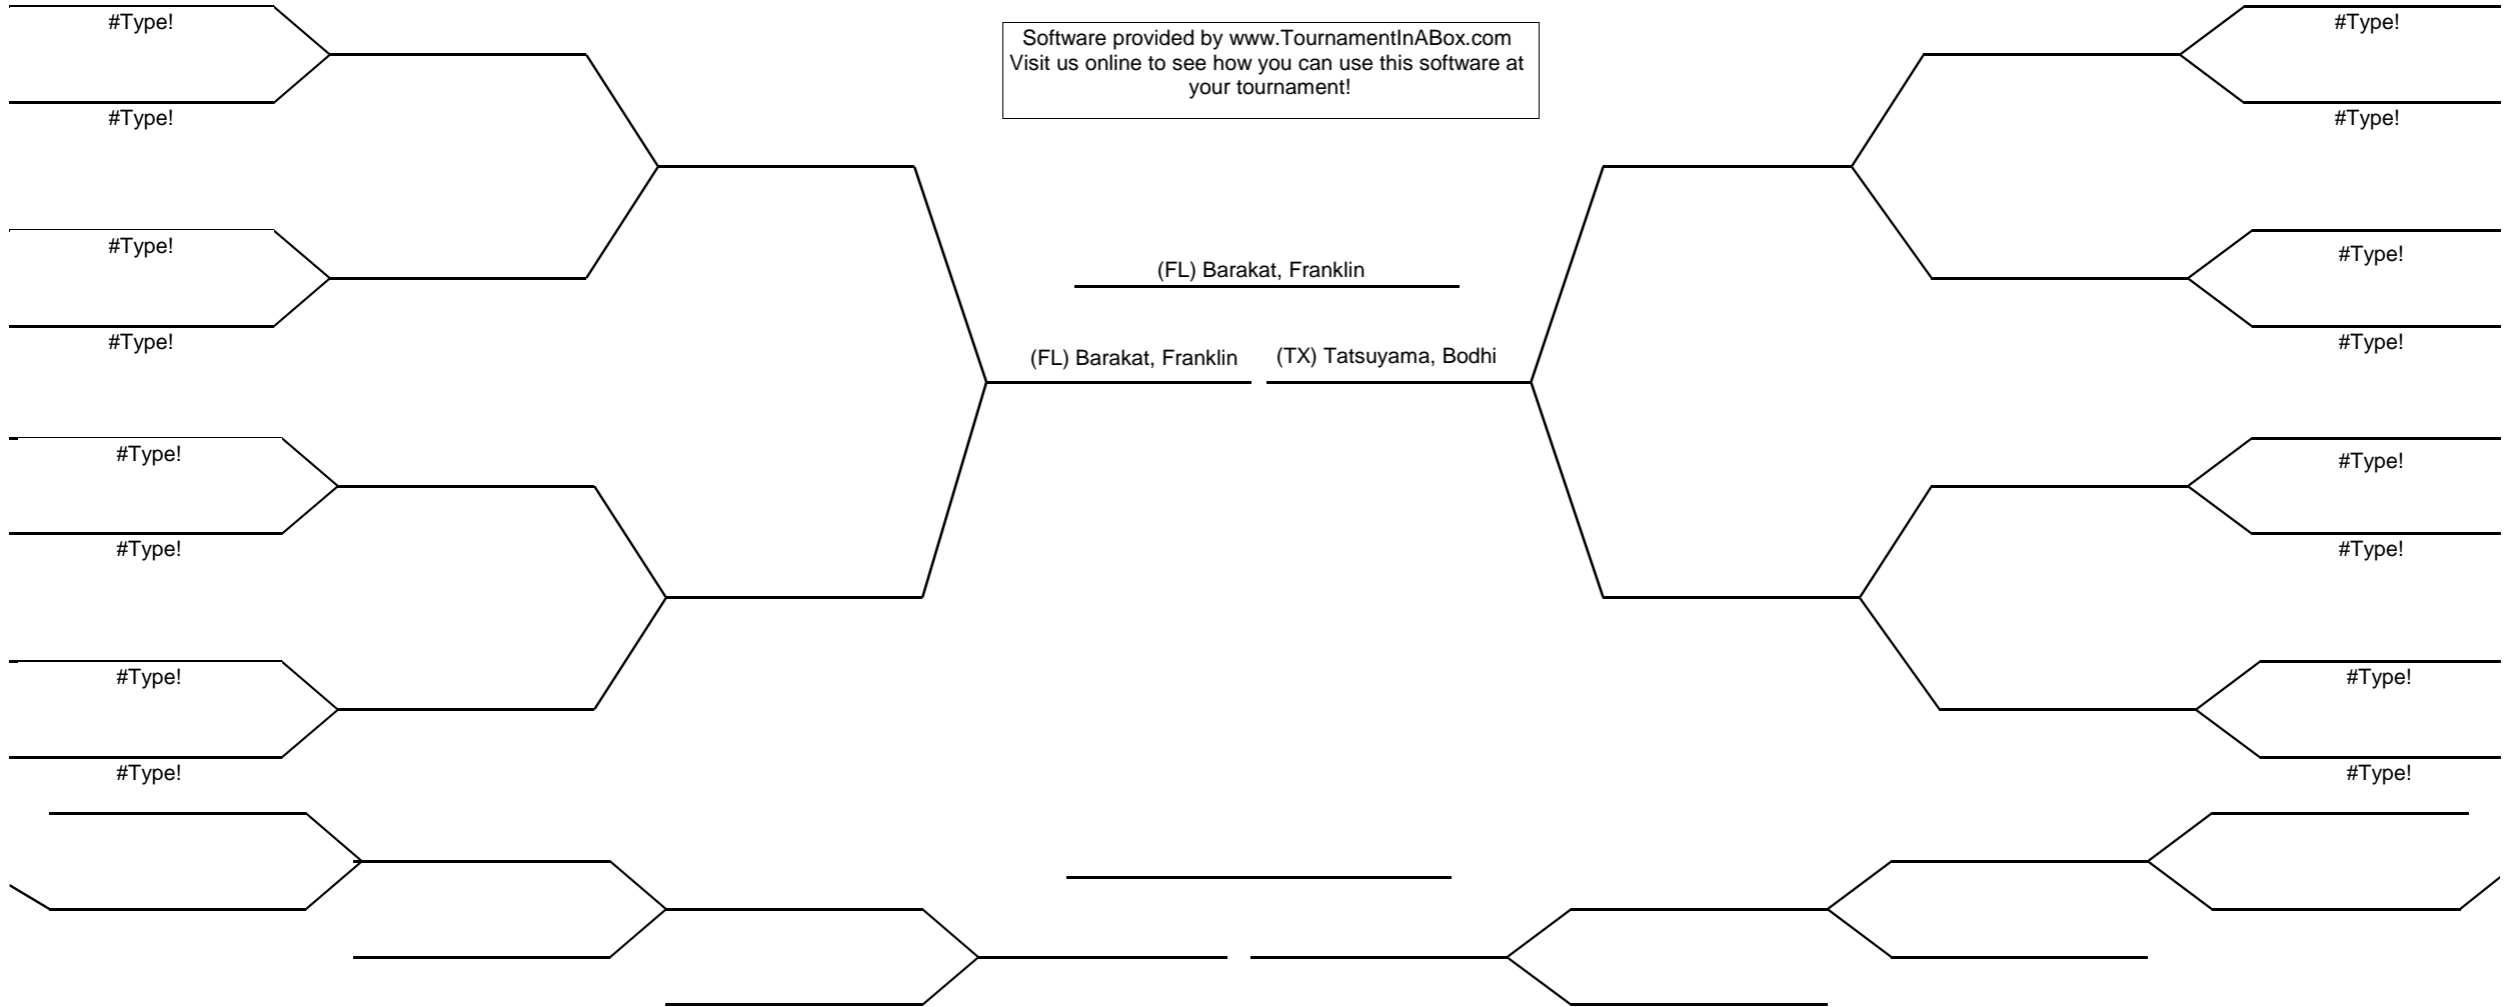 #Type!
#Type!
Software provided by www.TournamentInABox.com
Visit us online to see how you can use this software at
your tournament!
#Type!
#Type!
#Type!
#Type!
(FL) Barakat, Franklin
#Type!
#Type!
(FL) Barakat, Franklin
(TX) Tatsuyama, Bodhi
#Type!
#Type!
#Type!
#Type!
#Type!
#Type!
#Type!
#Type!